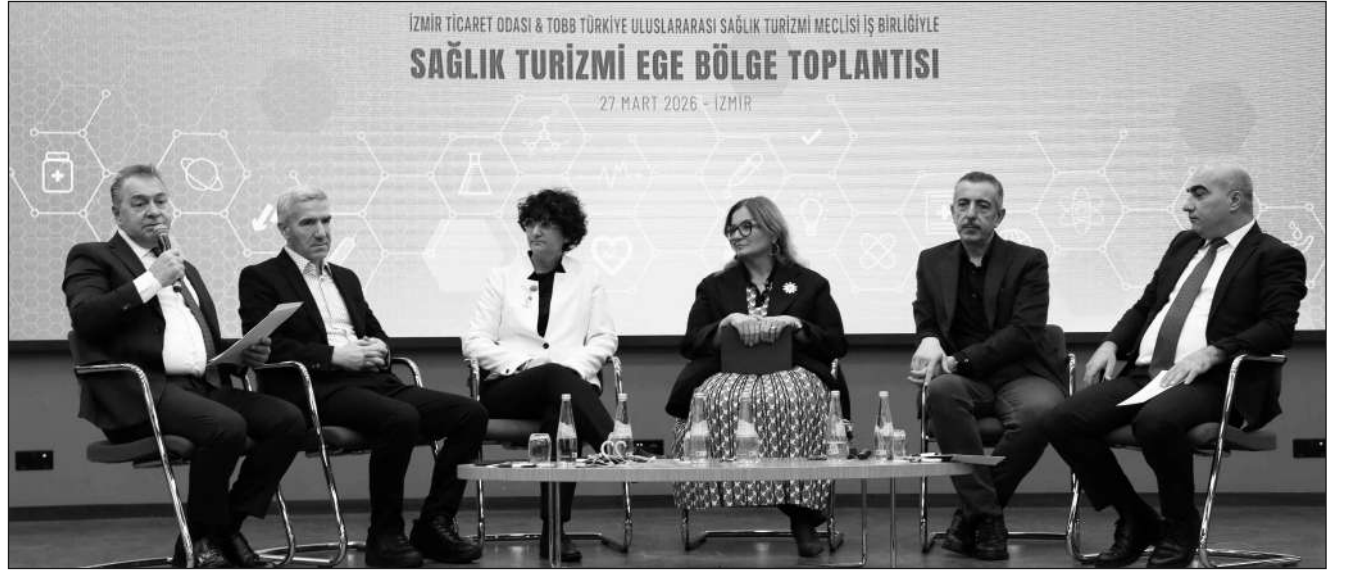 İZMİR TİCARET ODASI & TOBB TÜRKİYE ULUSLARARASI SAĞLIK TURİZMİ MECLİSİ İŞ BİRLİĞİYLE
SAĞLIK TURİZMİ EGE BÖLGE TOPLANTISI
27 MART 2026 - İZMİR